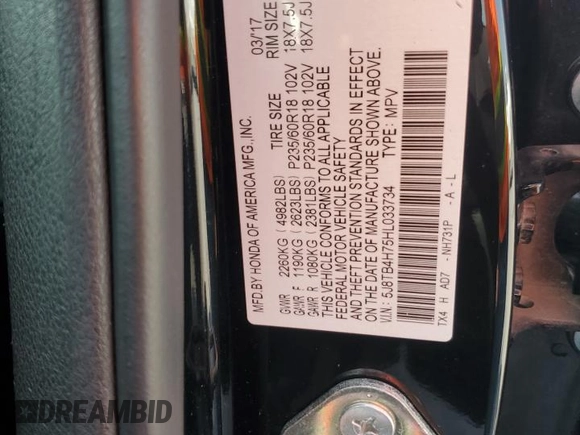 MFD.BY HONDA OF AMERICA MFG.,INC. 03/'17
TIRE SIZE RIM SIZE
GVWR 2260KG ( 4982LBS)
GAWR F 1190KG ( 2623LBS) P235/60R18 102V 18X7.5J
GAWR R 1080KG ( 2381LBS) P235/60R18 102V 18X7.5J
THIS VEHICLE CONFORMS TO ALL APPLICABLE
FEDERAL MOTOR VEHICLE SAFETY
AND THEFT PREVENTION STANDARDS IN EFFECT
ON THE DATE OF MANUFACTURE SHOWN ABOVE.
V.I.N.: 5J8TB4H75HL033734 TYPE: MPV
TX4 H AD7 -NH731P -A -L
DREAMBID